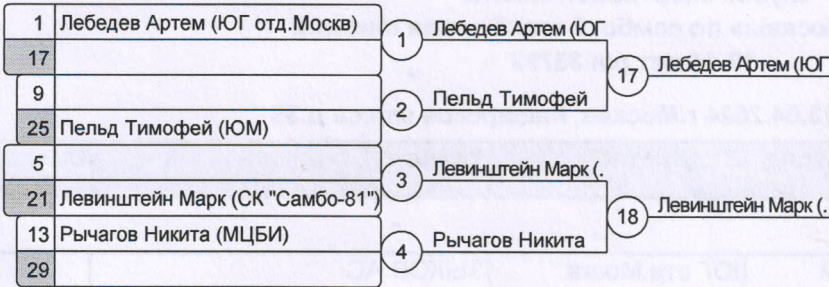 1 Лебедев Артем (ЮГ отд.Москв)
17
1 Лебедев Артем (ЮГ
9
25 Пельд Тимофей (ЮМ)
2 Пельд Тимофей
17 Лебедев Артем (ЮГ
5
21 Левинштейн Марк (СК "Самбо-81")
3 Левинштейн Марк (.
13 Рычагов Никита (МЦБИ)
29
4 Рычагов Никита
18 Левинштейн Марк (.